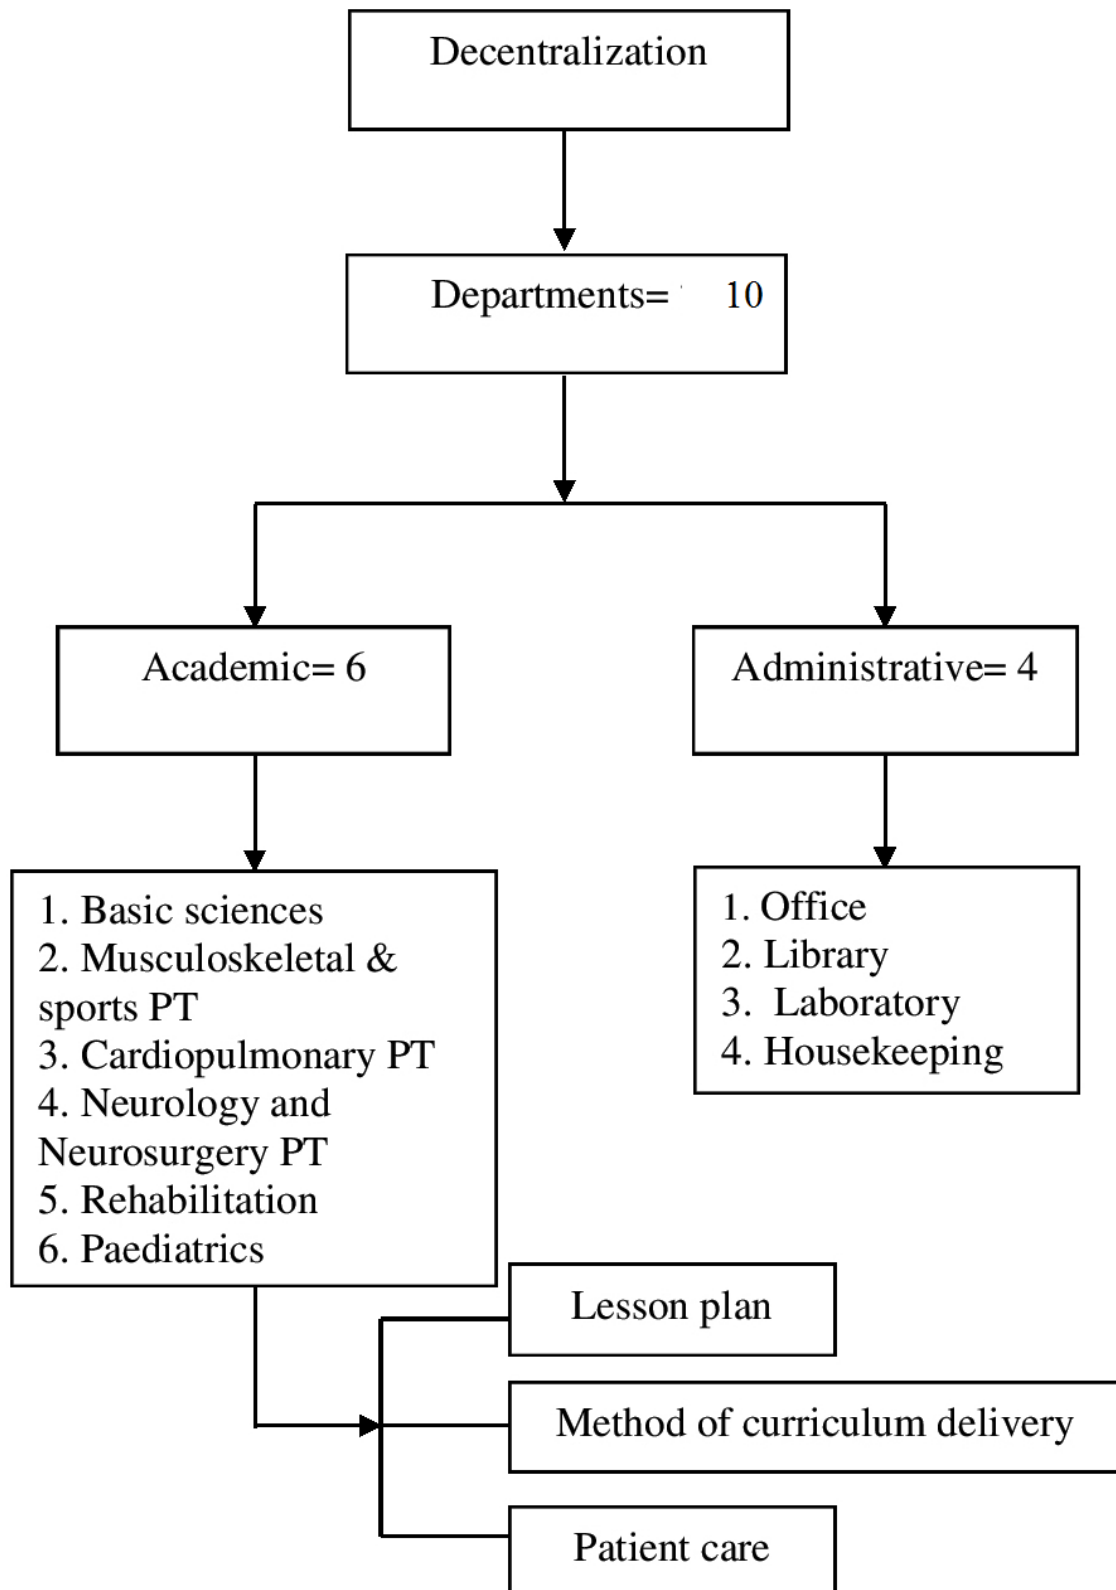 Decentralization
Departments= 10
Academic= 6
Administrative= 4
1. Basic sciences
2. Musculoskeletal &
sports PT
3. Cardiopulmonary PT
4. Neurology and
Neurosurgery PT
5. Rehabilitation
6. Paediatrics
1. Office
2. Library
3. Laboratory
4. Housekeeping
Lesson plan
Method of curriculum delivery
Patient care